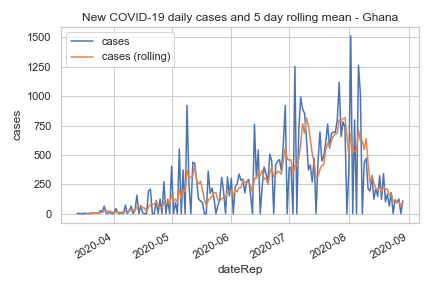 New COVID-19 daily cases and 5 day rolling mean - Ghana
cases
cases (rolling)
1500
1250
1000
750
500
250
0
cases
2020-04
2020-05
2020-06
2020-07
2020-08
2020-09
dateRep